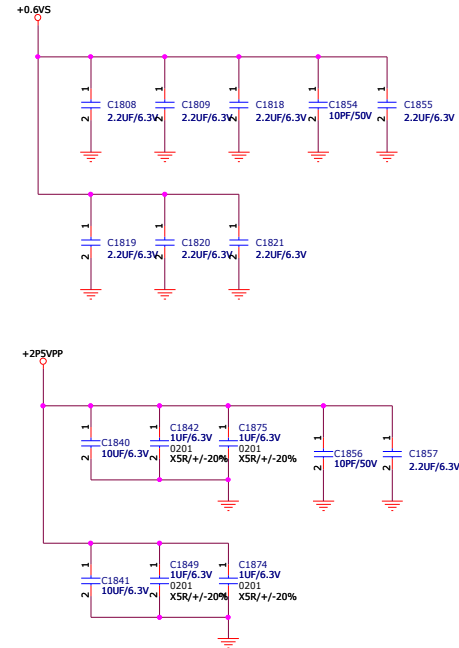 +0.6VS
1 1 1 1 1
C1808 C1809 C1818 C1854 C1855
2.2UF/6.3V 2.2UF/6.3V 2.2UF/6.3V 10PF/50V 2.2UF/6.3V
2 2 2 2 2
1 1 1
C1819 C1820 C1821
2.2UF/6.3V 2.2UF/6.3V 2.2UF/6.3V
2 2 2
+2P5VPP
1 1 1 1 1
C1840 C1842 C1875 C1856 C1857
10UF/6.3V 1UF/6.3V 1UF/6.3V 10PF/50V 2.2UF/6.3V
0201 0201
2 2 2 2 2
X5R/+/-20% X5R/+/-20%
1 1 1
C1841 C1849 C1874
10UF/6.3V 1UF/6.3V 1UF/6.3V
0201 0201
2 2 2
X5R/+/-20% X5R/+/-20%